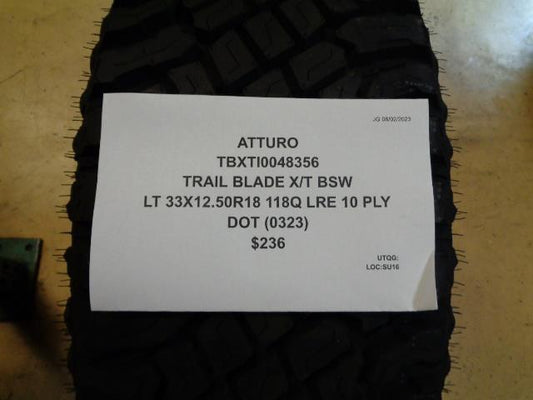 JG 08/02/2023
ATTURO
TBXTI0048356
TRAIL BLADE X/T BSW
LT 33X12.50R18 118Q LRE 10 PLY
DOT (0323)
$236
UTQG:
LOC:SU16